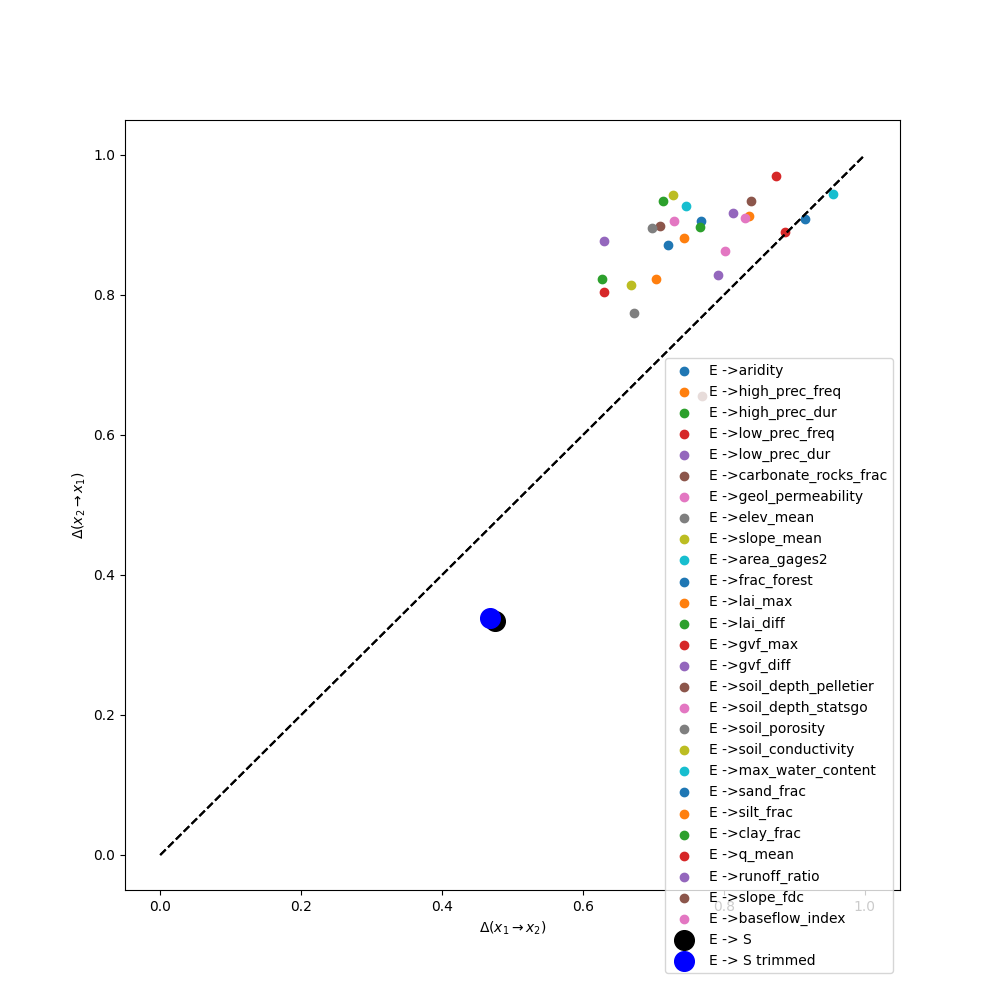 1.0
0.8
0.6
0.4
0.2
0.0
Δ(x₂→x₁)
E ->aridity
E ->high_prec_freq
E ->high_prec_dur
E ->low_prec_freq
E ->low_prec_dur
E ->carbonate_rocks_frac
E ->geol_permeability
E ->elev_mean
E ->slope_mean
E ->area_gages2
E ->frac_forest
E ->lai_max
E ->lai_diff
E ->gvf_max
E ->gvf_diff
E ->soil_depth_pelletier
E ->soil_depth_statsgo
E ->soil_porosity
E ->soil_conductivity
E ->max_water_content
E ->sand_frac
E ->silt_frac
E ->clay_frac
E ->q_mean
E ->runoff_ratio
E ->slope_fdc
E ->baseflow_index
E -> S
E -> S trimmed
0.0 0.2 0.4 0.6 0.8 1.0
Δ(x₁→x₂)